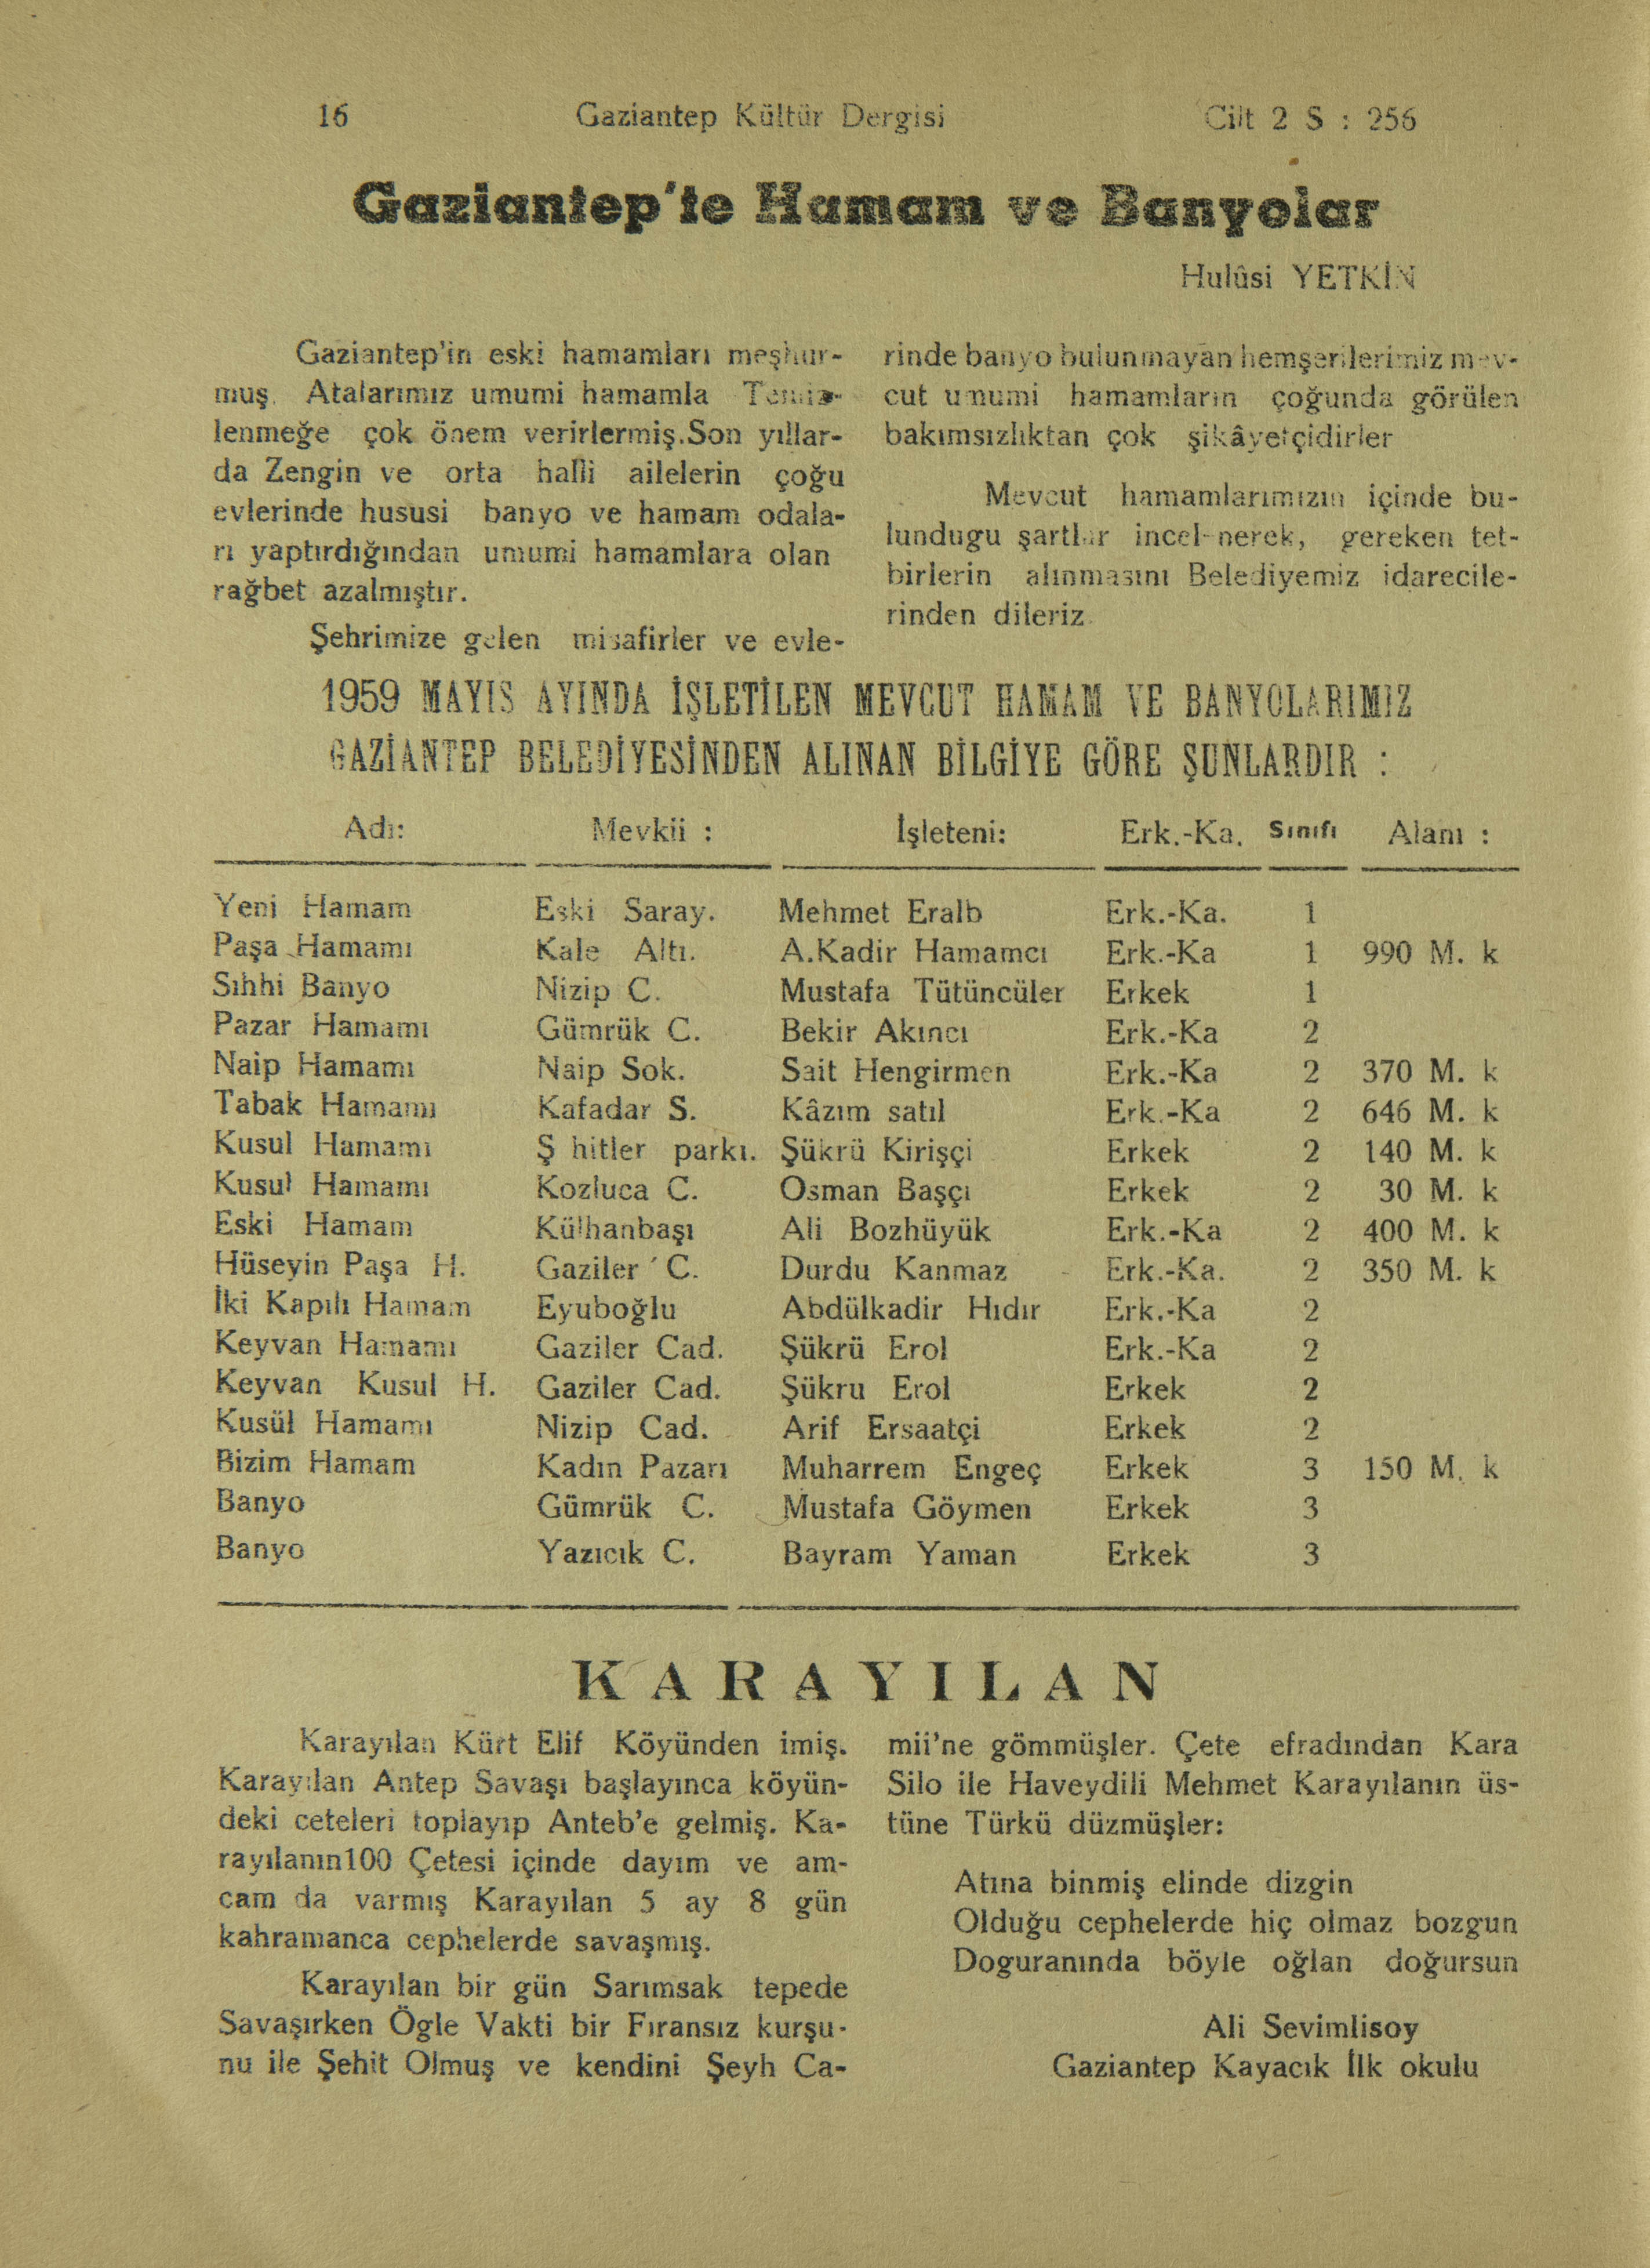 16 Gaziantep Kültür Dergisi Cilt 2 S : 256
Gaziantep'te Hamam ve Banyolar
Hulûsi YETKİN
Gaziantep'in eski hamamları meşhur-
muş. Atalarımız umumi hamamla Temiz-
lenmeğe çok önem verirlermiş.Son yıllar-
da Zengin ve orta halli ailelerin çoğu
evlerinde hususi banyo ve hamam odala-
rı yaptırdığından umumi hamamlara olan
rağbet azalmıştır.
Şehrimize gelen misafirler ve evle-
rinde banyo bulunmayan hemşerilerimiz mev-
cut umumi hamamların çoğunda görülen
bakımsızlıktan çok şikâyetçidirler
Mevcut hamamlarımızın içinde bu-
lundugu şartlar incelenerek, gereken tet-
birlerin alınmasını Belediyemiz idarecile-
rinden dileriz.
1959 MAYIS AYINDA İŞLETİLEN MEVCUT HAMAM VE BANYOLARIMIZ
GAZİANTEP BELEDİYESİNDEN ALINAN BİLGİYE GÖRE ŞUNLARDIR :
Adı: Mevkii : İşleteni: Erk.-Ka. Sınıfı Alanı :
Yeni Hamam Eski Saray. Mehmet Eralb Erk.-Ka. 1
Paşa Hamamı Kale Altı. A.Kadir Hamamcı Erk.-Ka 1 990 M. k
Sıhhi Banyo Nizip C. Mustafa Tütüncüler Erkek 1
Pazar Hamamı Gümrük C. Bekir Akıncı Erk.-Ka 2
Naip Hamamı Naip Sok. Sait Hengirmen Erk.-Ka 2 370 M. k
Tabak Hamamı Kafadar S. Kâzım satıl Erk.-Ka 2 646 M. k
Kusul Hamamı Ş hitler parkı. Şükrü Kirişçi Erkek 2 140 M. k
Kusul Hamamı Kozluca C. Osman Başçı Erkek 2 30 M. k
Eski Hamam Külhanbaşı Ali Bozhüyük Erk.-Ka 2 400 M. k
Hüseyin Paşa H. Gaziler C. Durdu Kanmaz Erk.-Ka. 2 350 M. k
İki Kapılı Hamam Eyuboğlu Abdülkadir Hıdır Erk.-Ka 2
Keyvan Hamamı Gaziler Cad. Şükrü Erol Erk.-Ka 2
Keyvan Kusul H. Gaziler Cad. Şükru Erol Erkek 2
Kusül Hamamı Nizip Cad. Arif Ersaatçi Erkek 2
Bizim Hamam Kadın Pazarı Muharrem Engeç Erkek 3 150 M. k
Banyo Gümrük C. Mustafa Göymen Erkek 3
Banyo Yazıcık C. Bayram Yaman Erkek 3
KARAYILAN
Karayılan Kürt Elif Köyünden imiş.
Karayılan Antep Savaşı başlayınca köyün-
deki ceteleri toplayıp Anteb'e gelmiş. Ka-
rayılanın100 Çetesi içinde dayım ve am-
cam da varmış Karayılan 5 ay 8 gün
kahramanca cephelerde savaşmış.
Karayılan bir gün Sarımsak tepede
Savaşırken Ögle Vakti bir Fıransız kurşu-
nu ile Şehit Olmuş ve kendini Şeyh Ca-
mii'ne gömmüşler. Çete efradından Kara
Silo ile Haveydili Mehmet Karayılanın üs-
tüne Türkü düzmüşler:
Atına binmiş elinde dizgin
Olduğu cephelerde hiç olmaz bozgun
Doguranında böyle oğlan doğursun
Ali Sevimlisoy
Gaziantep Kayacık İlk okulu